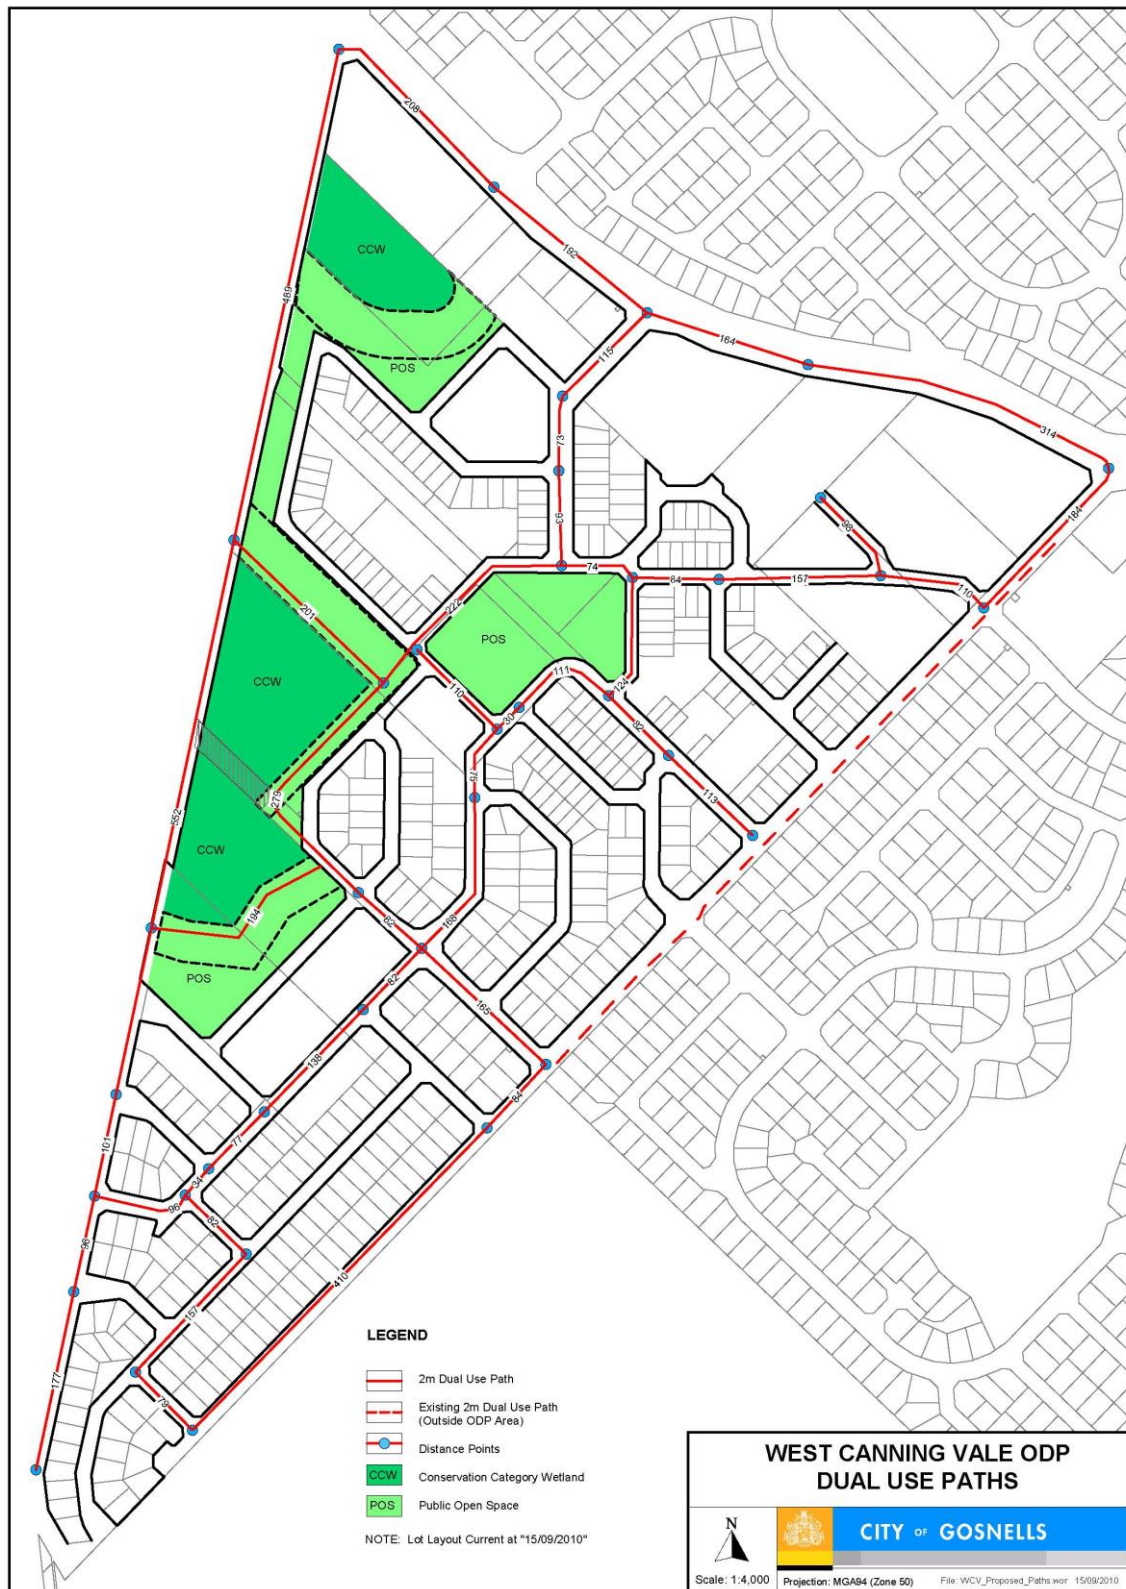 208
192
CCW
489
164
115
POS
314
73
184
98
93
74
84
157
110
201
222
POS
111
CCW
110
124
30
82
75
113
279
552
CCW
194
82
168
POS
82
165
138
84
101
77
34
96
82
96
410
157
177
79
LEGEND
2m Dual Use Path
Existing 2m Dual Use Path
(Outside ODP Area)
Distance Points
CCW Conservation Category Wetland
POS Public Open Space
NOTE: Lot Layout Current at "15/09/2010"
WEST CANNING VALE ODP
DUAL USE PATHS
N
CITY OF GOSNELLS
Scale: 1:4,000
Projection: MGA94 (Zone 50)
File: WCV_Proposed_Paths.wor 15/09/2010